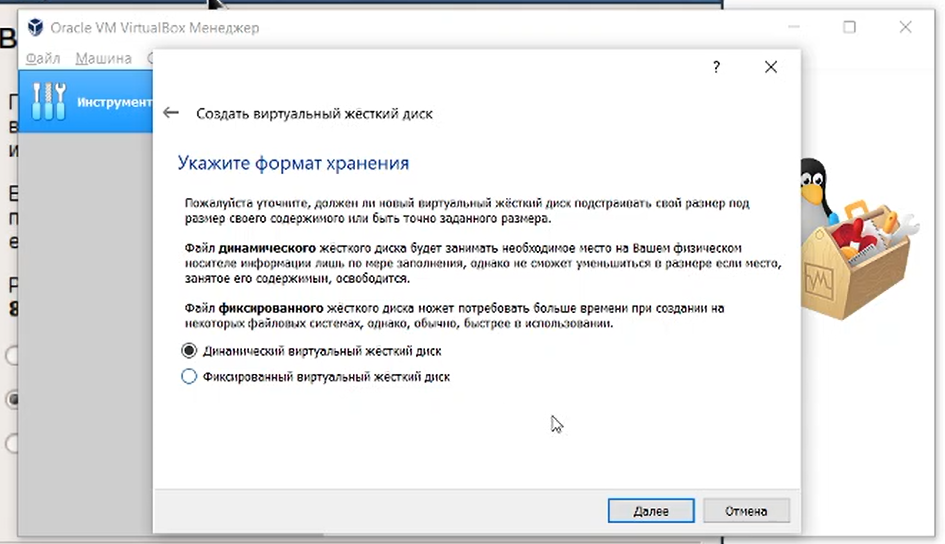 Oracle VM VirtualBox Менеджер
Файл Машина
Инструмент
?
Создать виртуальный жёсткий диск
Укажите формат хранения
Пожалуйста уточните, должен ли новый виртуальный жёсткий диск подстраивать свой размер под
размер своего содержимого или быть точно заданного размера.
Файл динамического жёсткого диска будет занимать необходимое место на Вашем физическом
носителе информации лишь по мере заполнения, однако не сможет уменьшиться в размере если место,
занятое его содержимым, освободится.
Файл фиксированного жёсткого диска может потребовать больше времени при создании на
некоторых файловых системах, однако, обычно, быстрее в использовании.
Динамический виртуальный жёсткий диск
Фиксированный виртуальный жёсткий диск
Далее Отмена